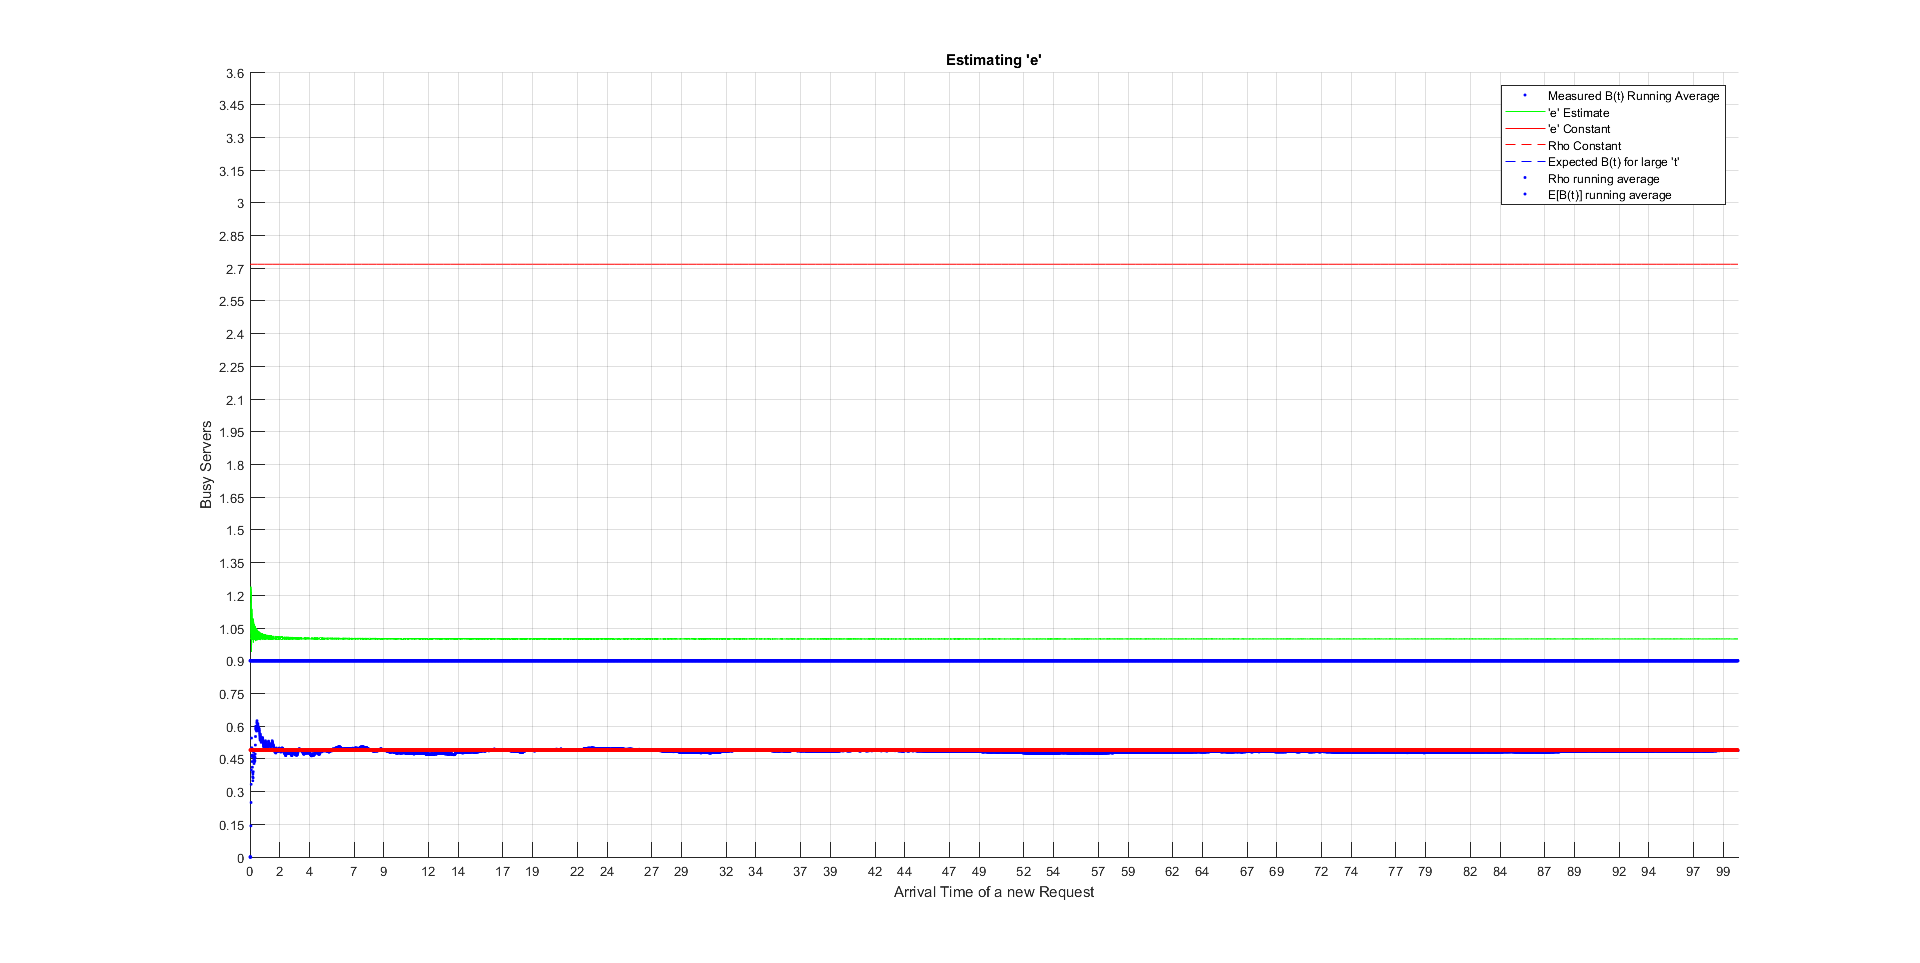 Estimating 'e'
3.6
3.45
3.3
3.15
3
2.85
2.7
2.55
2.4
2.25
2.1
1.95
1.8
1.65
1.5
1.35
1.2
1.05
0.9
0.75
0.6
0.45
0.3
0.15
0
Busy Servers
Measured B(t) Running Average
'e' Estimate
'e' Constant
Rho Constant
Expected B(t) for large 't'
Rho running average
E[B(t)] running average
0 2 4 7 9 12 14 17 19 22 24 27 29 32 34 37 39 42 44 47 49 52 54 57 59 62 64 67 69 72 74 77 79 82 84 87 89 92 94 97 99
Arrival Time of a new Request